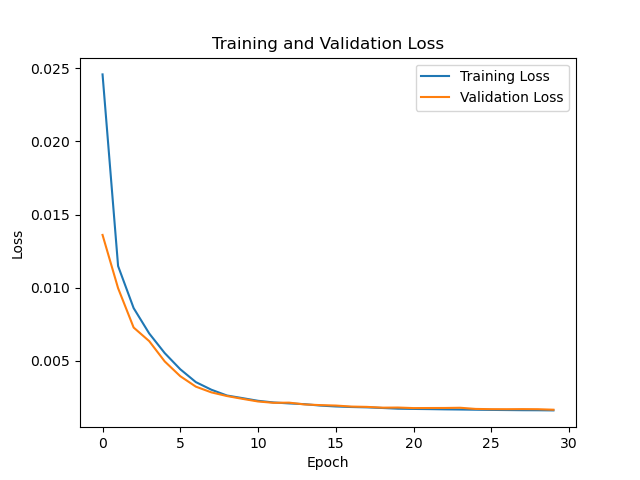 Training and Validation Loss
Training Loss
Validation Loss
0.025
0.020
0.015
0.010
0.005
Loss
0 5 10 15 20 25 30
Epoch